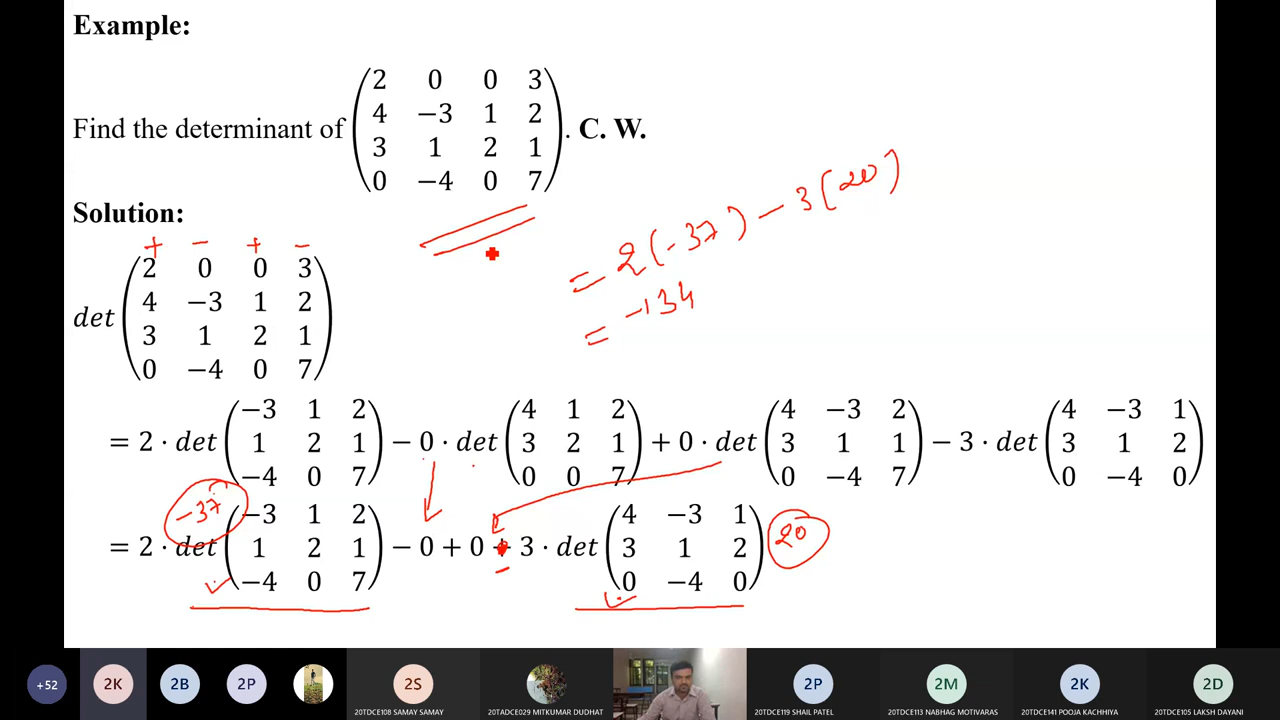 Example:
Find the determinant of
(2 0 0 3
4 −3 1 2
3 1 2 1
0 −4 0 7). C. W.
Solution:
+ − + −
det
(2 0 0 3
4 −3 1 2
3 1 2 1
0 −4 0 7)
= 2(-37) - 3(20)
= -134
= 2 · det (−3 1 2 − 0 · det (4 1 2 + 0 · det (4 −3 2 − 3 · det (4 −3 1
1 2 1 3 2 1 3 1 1 3 1 2
−4 0 7) 0 0 7) 0 −4 7) 0 −4 0)
-37
= 2 · det (−3 1 2 − 0 + 0 − 3 · det (4 −3 1 20
1 2 1 3 1 2
−4 0 7) 0 −4 0)
+52 2K 2B 2P 2S 2P 2M 2K 2D
20TDCE108 SAMAY SAMAY 20TADCE029 MITKUMAR DUDHAT 20TDCE119 SHAIL PATEL 20TDCE113 NABHAG MOTIVARAS 20TDCE141 POOJA KACHHIYA 20TDCE105 LAKSH DAYANI